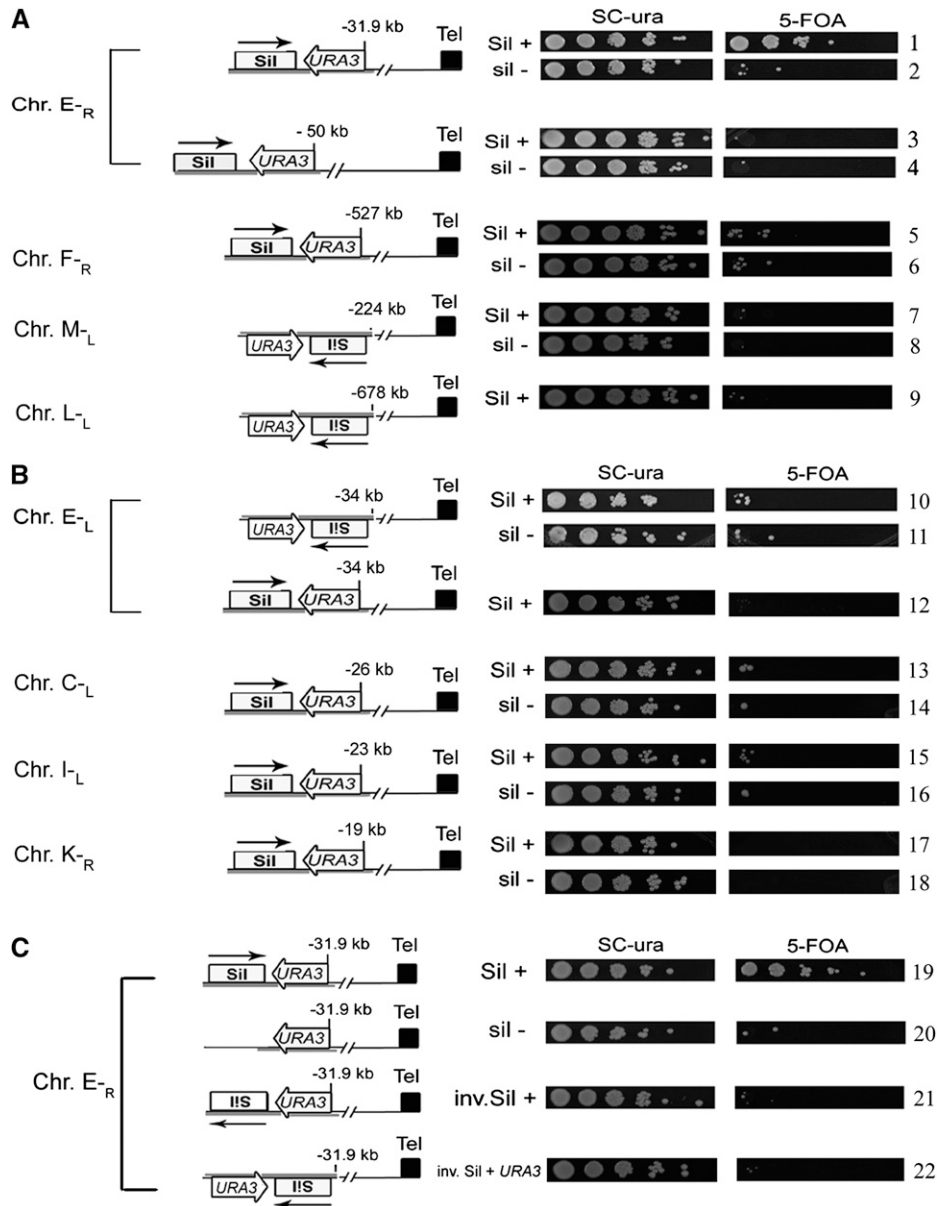 A
SC-ura 5-FOA
-31.9 kb Tel
Sil URA3
Sil + 1
sil - 2
Chr. E-R
- 50 kb Tel
Sil URA3
Sil + 3
sil - 4
-527 kb Tel
Chr. F-R
Sil URA3
Sil + 5
sil - 6
-224 kb Tel
Chr. M-L
URA3 Sil
Sil + 7
sil - 8
-678 kb Tel
Chr. L-L
URA3 Sil
Sil + 9
B
SC-ura 5-FOA
-34 kb Tel
Chr. E-L
URA3 Sil
Sil + 10
sil - 11
-34 kb Tel
Sil URA3
Sil + 12
-26 kb Tel
Chr. C-L
Sil URA3
Sil + 13
sil - 14
-23 kb Tel
Chr. I-L
Sil URA3
Sil + 15
sil - 16
-19 kb Tel
Chr. K-R
Sil URA3
Sil + 17
sil - 18
C
SC-ura 5-FOA
-31.9 kb Tel
Sil URA3
Sil + 19
-31.9 kb Tel
URA3
sil - 20
Chr. E-R
-31.9 kb Tel
Sil URA3
inv.Sil + 21
-31.9 kb Tel
URA3 Sil
inv. Sil + URA3 22